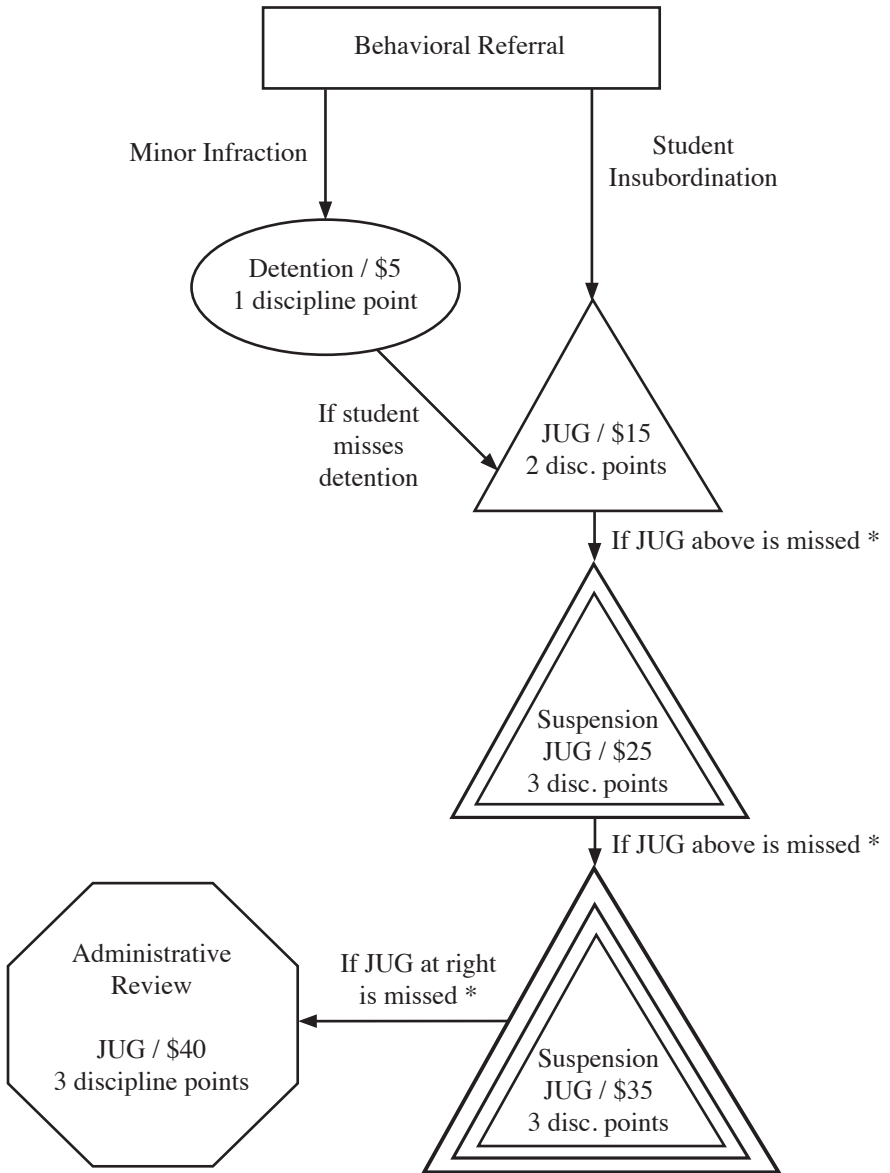 Behavioral Referral
Minor Infraction
Student
Insubordination
Detention / $5
1 discipline point
If student
misses
detention
JUG / $15
2 disc. points
If JUG above is missed *
Suspension
JUG / $25
3 disc. points
If JUG above is missed *
Administrative
Review
JUG / $40
3 discipline points
If JUG at right
is missed *
Suspension
JUG / $35
3 disc. points